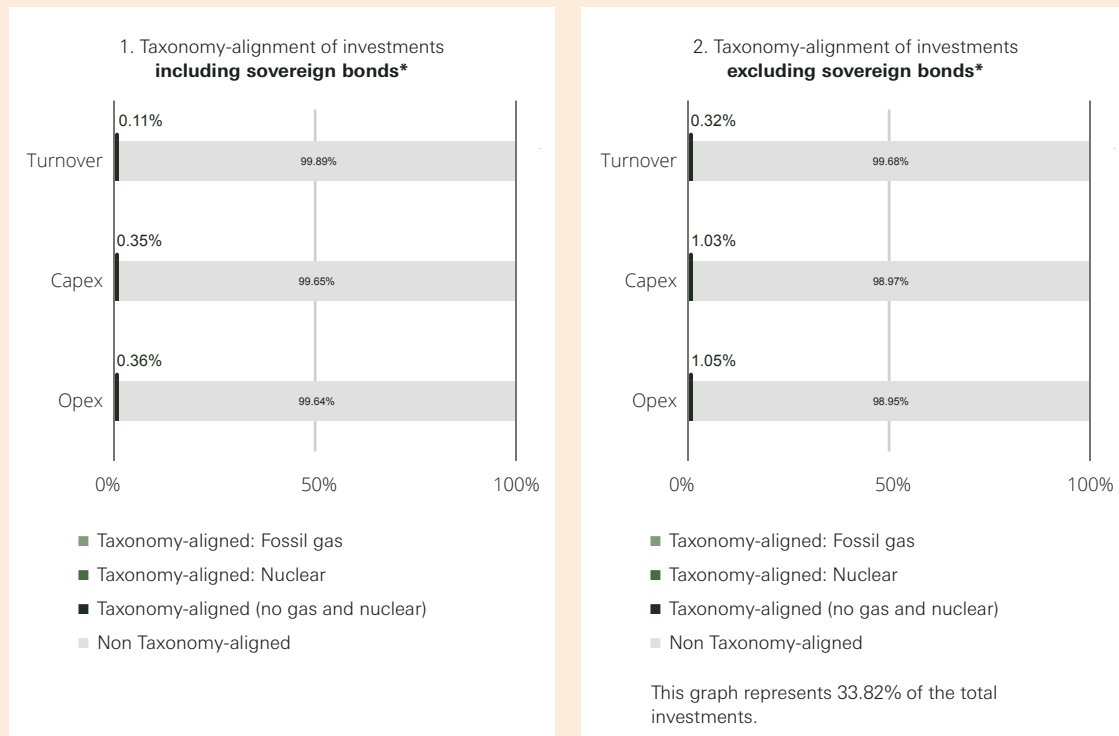 1. Taxonomy-alignment of investments
including sovereign bonds*
0.11%
Turnover
99.89%
0.35%
Capex
99.65%
0.36%
Opex
99.64%
0%
50%
100%
Taxonomy-aligned: Fossil gas
Taxonomy-aligned: Nuclear
Taxonomy-aligned (no gas and nuclear)
Non Taxonomy-aligned
2. Taxonomy-alignment of investments
excluding sovereign bonds*
0.32%
Turnover
99.68%
1.03%
Capex
98.97%
1.05%
Opex
98.95%
0%
50%
100%
Taxonomy-aligned: Fossil gas
Taxonomy-aligned: Nuclear
Taxonomy-aligned (no gas and nuclear)
Non Taxonomy-aligned
This graph represents 33.82% of the total
investments.